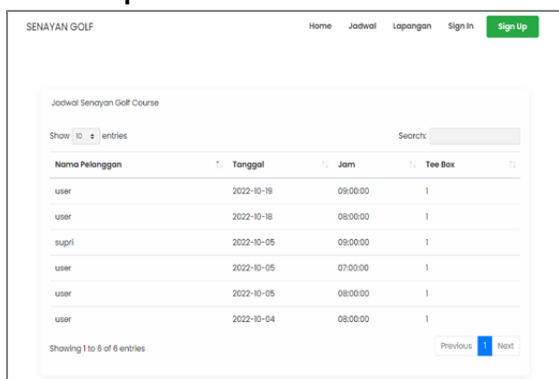 SENAYAN GOLF Home Jadwal Lapangan Sign In Sign Up
Jadwal Senayan Golf Course
Show 10 entries Search:
Nama Pelanggan Tanggal Jam Tee Box
user 2022-10-19 09:00:00 1
user 2022-10-18 08:00:00 1
supri 2022-10-05 09:00:00 1
user 2022-10-05 07:00:00 1
user 2022-10-05 08:00:00 1
user 2022-10-04 08:00:00 1
Showing 1 to 6 of 6 entries Previous 1 Next